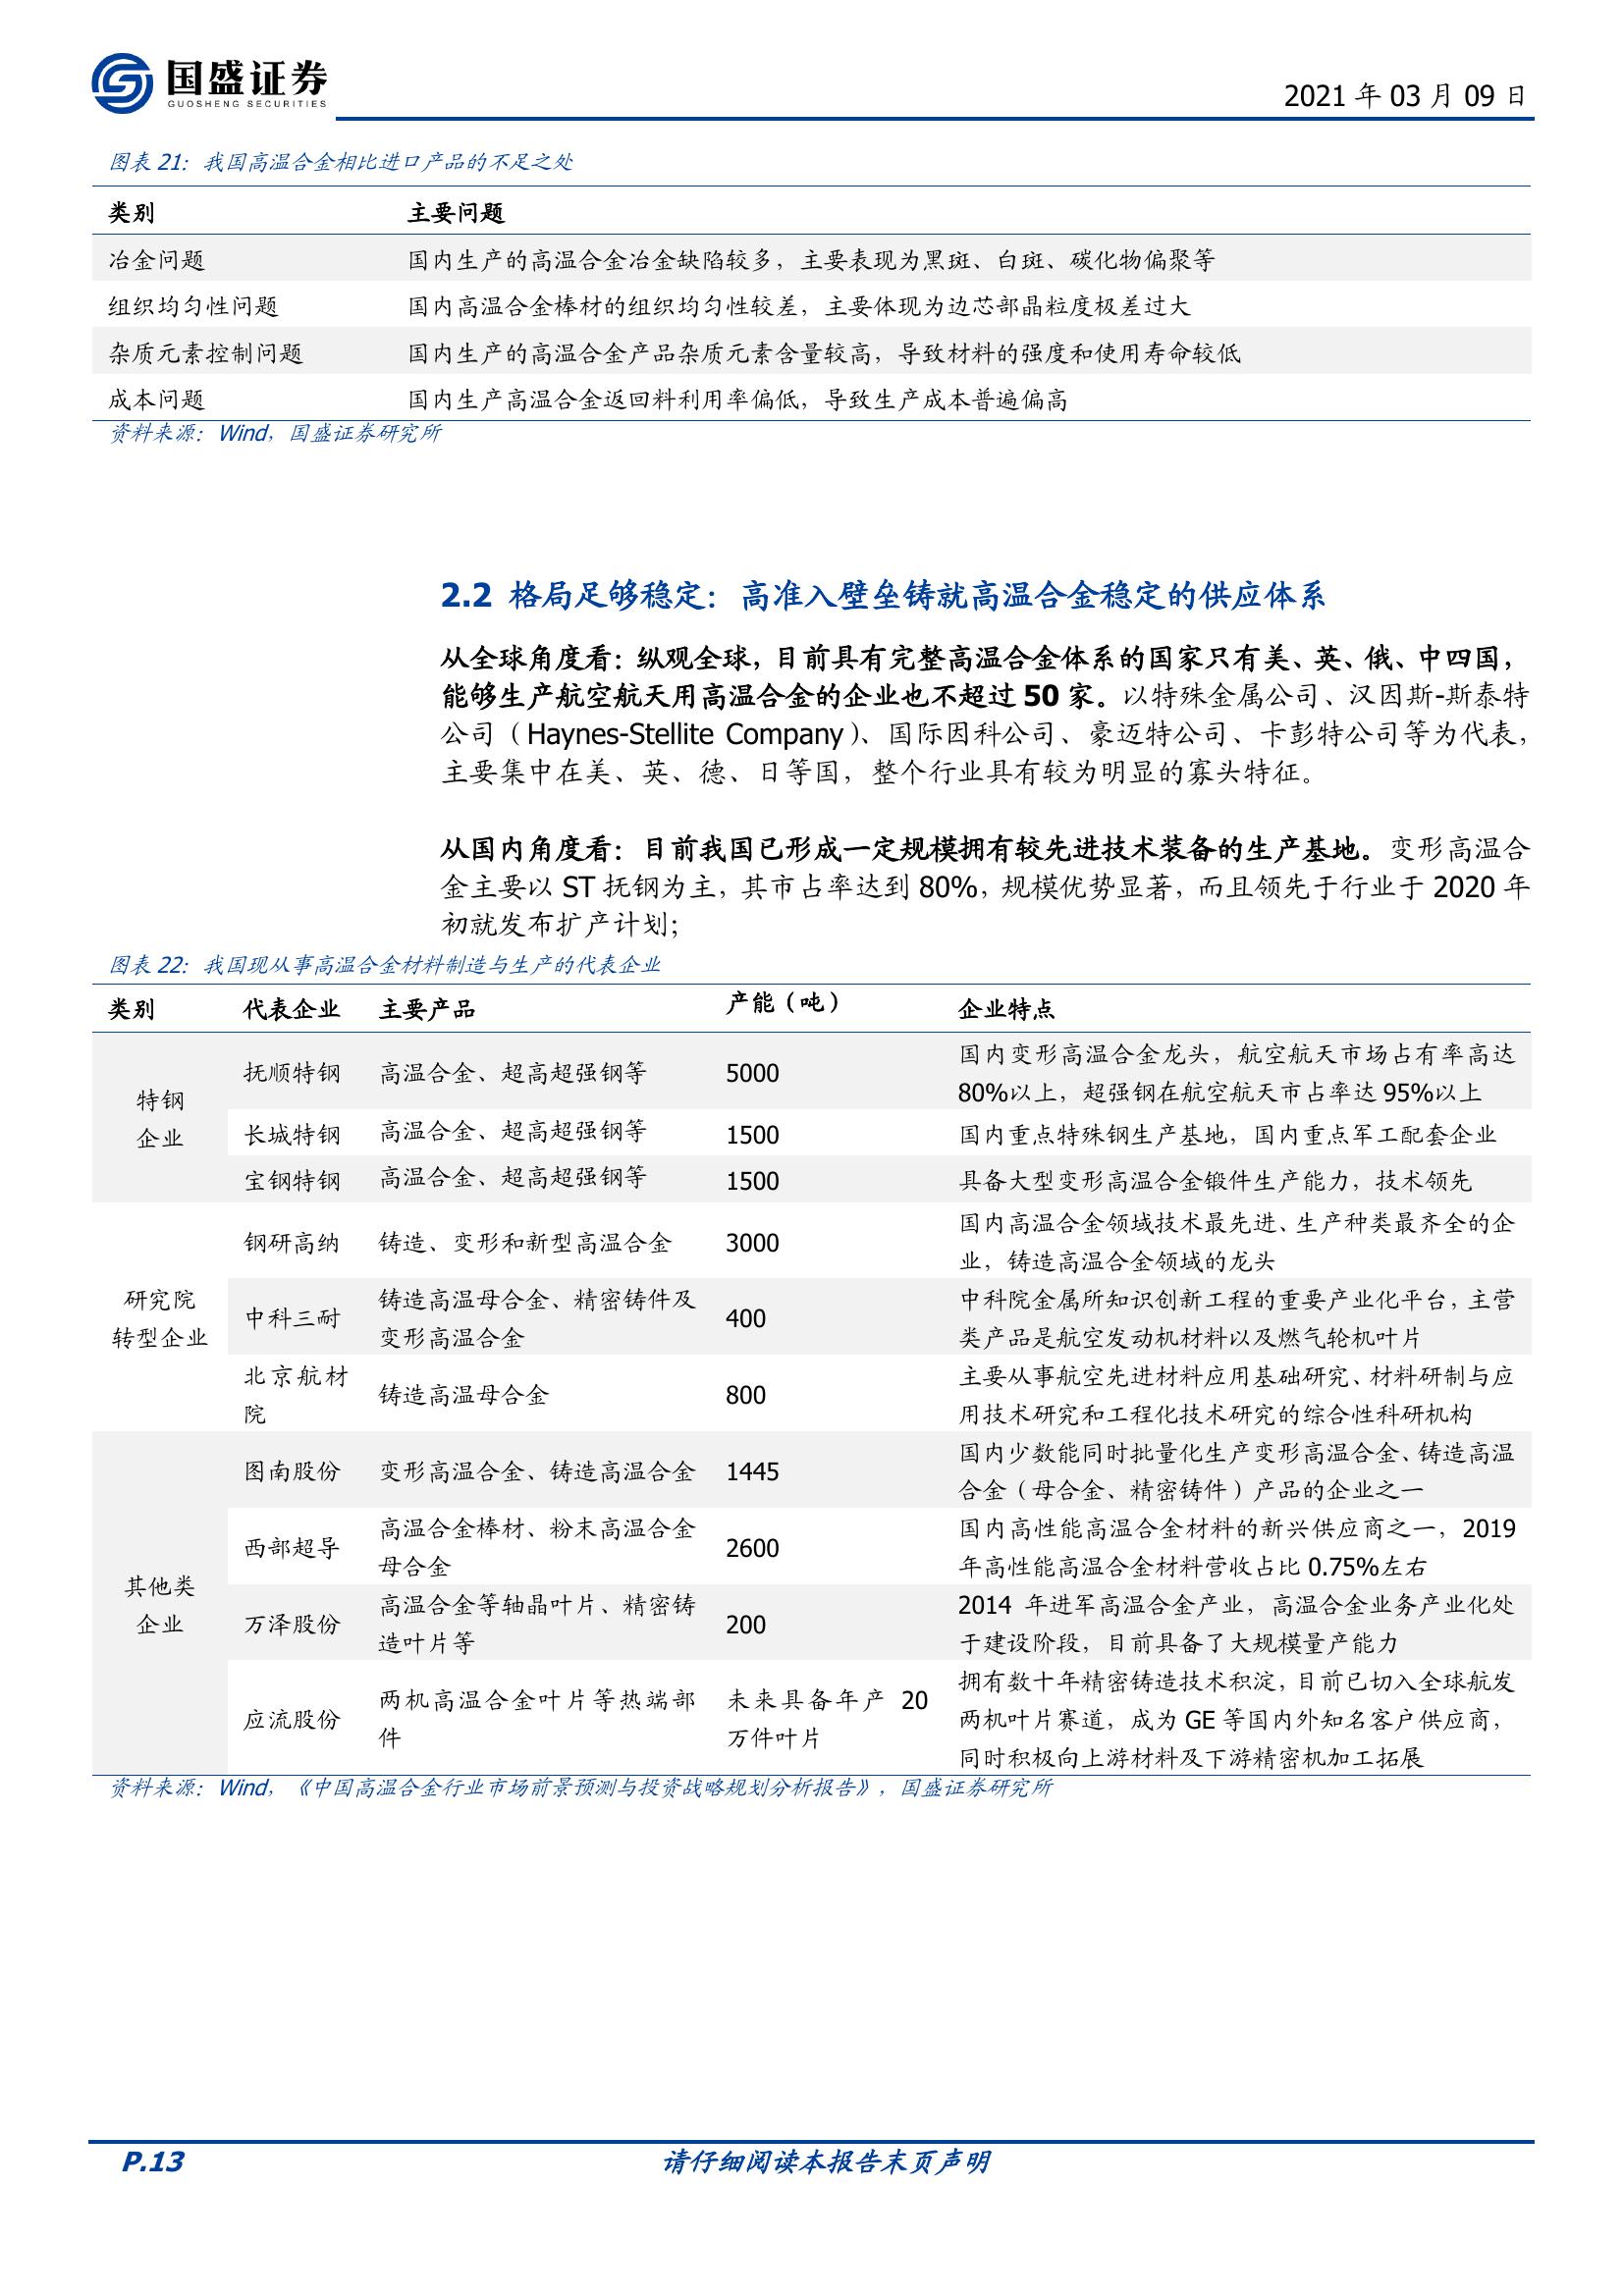 国盛证券
GUOSHENG SECURITIES
2021 年 03 月 09 日
图表 21：我国高温合金相比进口产品的不足之处
类别 主要问题
冶金问题 国内生产的高温合金冶金缺陷较多，主要表现为黑斑、白斑、碳化物偏聚等
组织均匀性问题 国内高温合金棒材的组织均匀性较差，主要体现为边芯部晶粒度极差过大
杂质元素控制问题 国内生产的高温合金产品杂质元素含量较高，导致材料的强度和使用寿命较低
成本问题 国内生产高温合金返回料利用率偏低，导致生产成本普遍偏高
资料来源：Wind，国盛证券研究所
2.2 格局足够稳定：高准入壁垒铸就高温合金稳定的供应体系
从全球角度看：纵观全球，目前具有完整高温合金体系的国家只有美、英、俄、中四国，
能够生产航空航天用高温合金的企业也不超过 50 家。以特殊金属公司、汉因斯-斯泰特
公司（Haynes-Stellite Company）、国际因科公司、豪迈特公司、卡彭特公司等为代表，
主要集中在美、英、德、日等国，整个行业具有较为明显的寡头特征。
从国内角度看：目前我国已形成一定规模拥有较先进技术装备的生产基地。变形高温合
金主要以 ST 抚钢为主，其市占率达到 80%，规模优势显著，而且领先于行业于 2020 年
初就发布扩产计划；
图表 22：我国现从事高温合金材料制造与生产的代表企业
类别 代表企业 主要产品 产能（吨） 企业特点
特钢
企业
抚顺特钢 高温合金、超高超强钢等 5000 国内变形高温合金龙头，航空航天市场占有率高达
80%以上，超强钢在航空航天市占率达 95%以上
长城特钢 高温合金、超高超强钢等 1500 国内重点特殊钢生产基地，国内重点军工配套企业
宝钢特钢 高温合金、超高超强钢等 1500 具备大型变形高温合金锻件生产能力，技术领先
研究院
转型企业
钢研高纳 铸造、变形和新型高温合金 3000 国内高温合金领域技术最先进、生产种类最齐全的企
业，铸造高温合金领域的龙头
中科三耐 铸造高温母合金、精密铸件及
变形高温合金 400 中科院金属所知识创新工程的重要产业化平台，主营
类产品是航空发动机材料以及燃气轮机叶片
北京航材
院 铸造高温母合金 800 主要从事航空先进材料应用基础研究、材料研制与应
用技术研究和工程化技术研究的综合性科研机构
其他类
企业
图南股份 变形高温合金、铸造高温合金 1445 国内少数能同时批量化生产变形高温合金、铸造高温
合金（母合金、精密铸件）产品的企业之一
西部超导 高温合金棒材、粉末高温合金
母合金 2600 国内高性能高温合金材料的新兴供应商之一，2019
年高性能高温合金材料营收占比 0.75%左右
万泽股份 高温合金等轴晶叶片、精密铸
造叶片等 200 2014 年进军高温合金产业，高温合金业务产业化处
于建设阶段，目前具备了大规模量产能力
应流股份 两机高温合金叶片等热端部
件 未来具备年产 20
万件叶片 拥有数十年精密铸造技术积淀，目前已切入全球航发
两机叶片赛道，成为 GE 等国内外知名客户供应商，
同时积极向上游材料及下游精密机加工拓展
资料来源：Wind，《中国高温合金行业市场前景预测与投资战略规划分析报告》，国盛证券研究所
P.13 请仔细阅读本报告末页声明